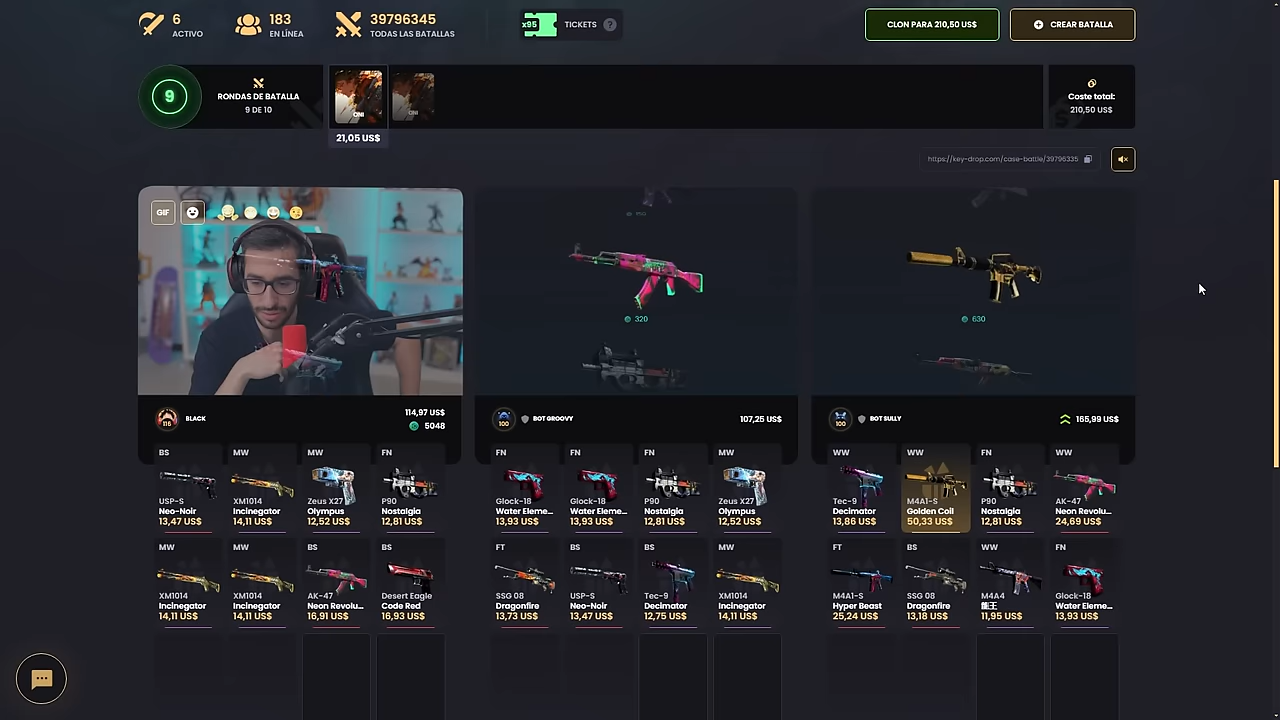 6
ACTIVO
183
EN LÍNEA
39796345
TODAS LAS BATALLAS
x95
TICKETS ?
CLON PARA 210,50 US$
CREAR BATALLA
9
RONDAS DE BATALLA
9 DE 10
ONI
ONI
21,05 US$
Coste total:
210,50 US$
https://key-drop.com/case-battle/39796335
GIF
320
630
116
BLACK
114,97 US$
5048
100
BOT GROOVY
107,25 US$
100
BOT SULLY
165,99 US$
BS
USP-S
Neo-Noir
13,47 US$
MW
XM1014
Incinegator
14,11 US$
MW
Zeus X27
Olympus
12,52 US$
FN
P90
Nostalgia
12,81 US$
FN
Glock-18
Water Eleme...
13,93 US$
FN
Glock-18
Water Eleme...
13,93 US$
FN
P90
Nostalgia
12,81 US$
MW
Zeus X27
Olympus
12,52 US$
WW
Tec-9
Decimator
13,86 US$
WW
M4A1-S
Golden Coil
50,33 US$
FN
P90
Nostalgia
12,81 US$
WW
AK-47
Neon Revolu...
24,69 US$
MW
XM1014
Incinegator
14,11 US$
MW
XM1014
Incinegator
14,11 US$
BS
AK-47
Neon Revolu...
16,91 US$
BS
Desert Eagle
Code Red
16,93 US$
FT
SSG 08
Dragonfire
13,73 US$
BS
USP-S
Neo-Noir
13,47 US$
BS
Tec-9
Decimator
12,75 US$
MW
XM1014
Incinegator
14,11 US$
FT
M4A1-S
Hyper Beast
25,24 US$
BS
SSG 08
Dragonfire
13,18 US$
WW
M4A4
龍王
11,95 US$
FN
Glock-18
Water Eleme...
13,93 US$